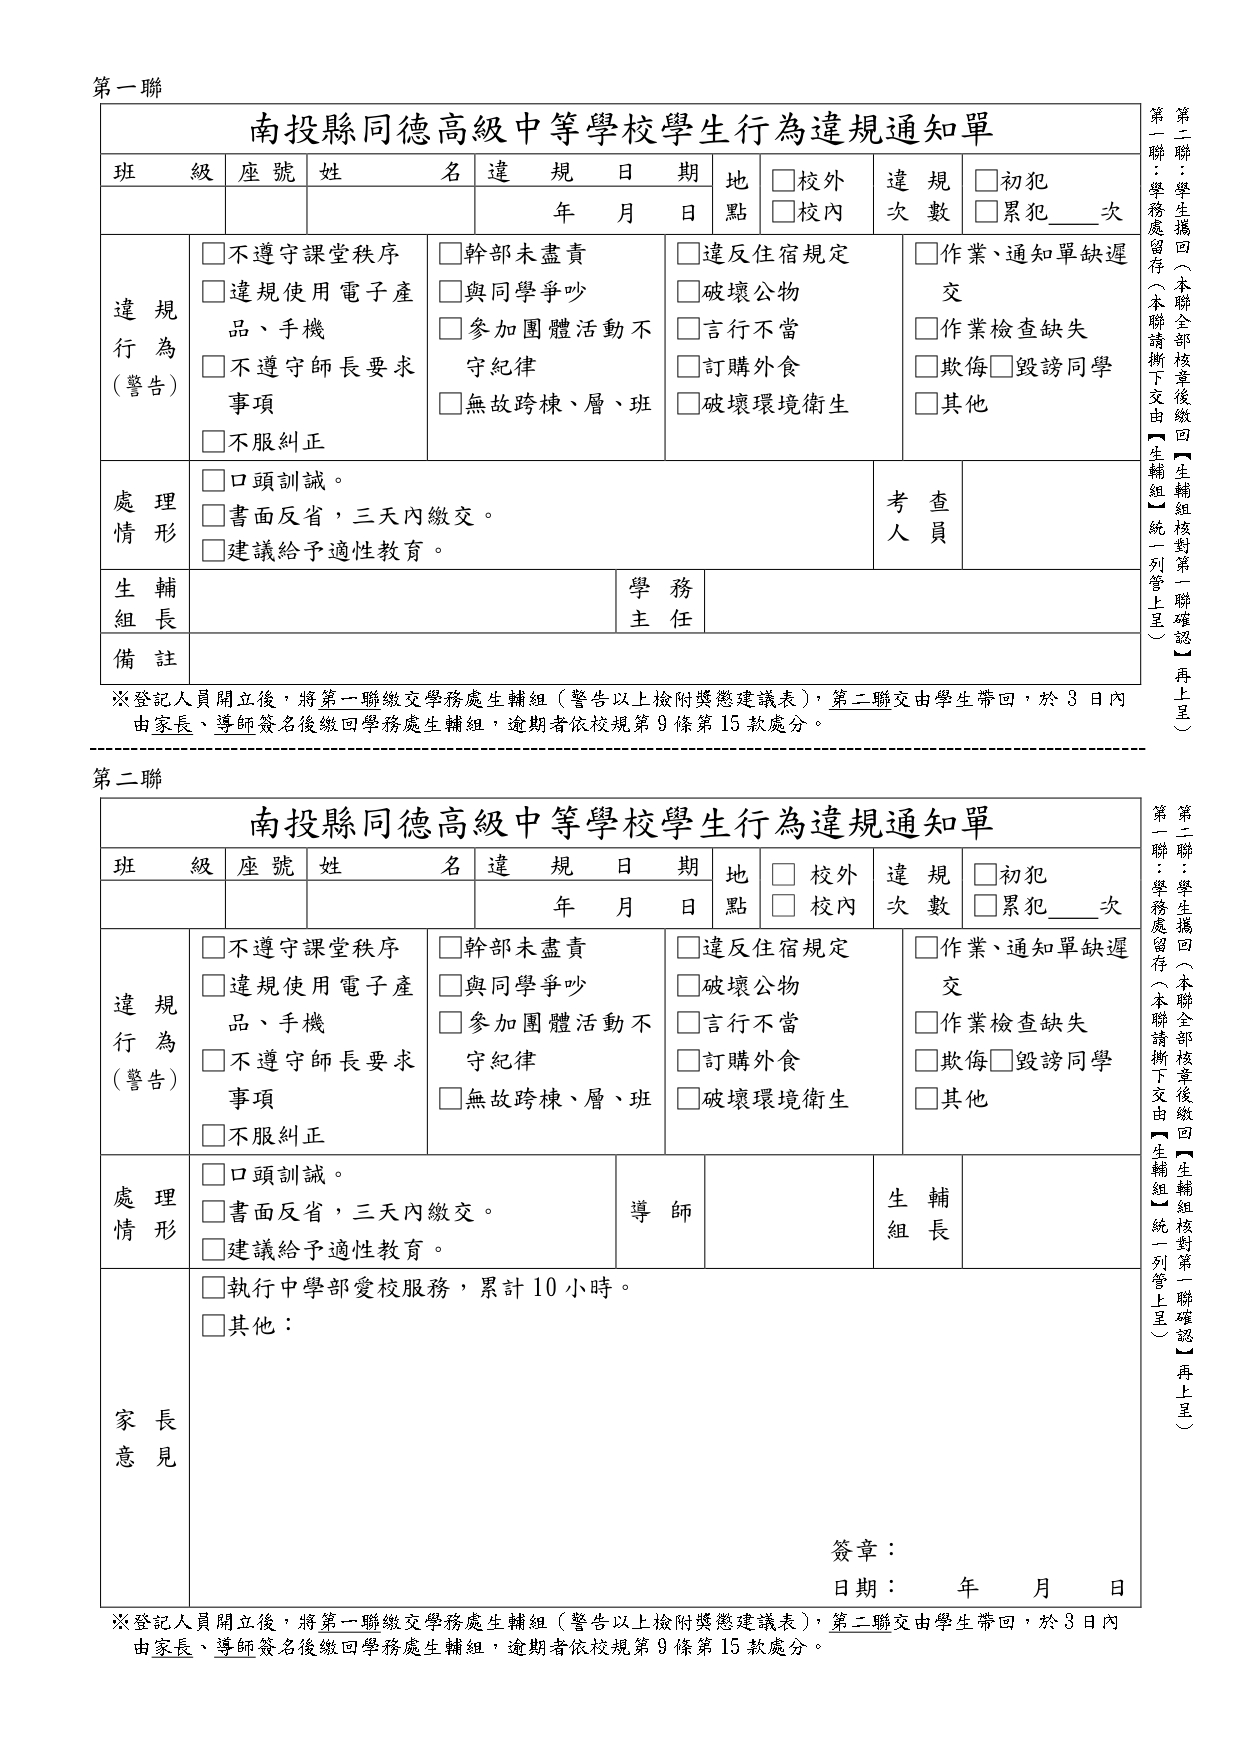 第一聯
南投縣同德高級中等學校學生行為違規通知單
班 級 座 號 姓 名 違 規 日 期 地 點 □校外 違 規 次 數 □初犯
年 月 日 □校內 □累犯____次
違 規 行 為 （警告）
□不遵守課堂秩序
□違規使用電子產
品、手機
□不遵守師長要求
事項
□不服糾正
□幹部未盡責
□與同學爭吵
□參加團體活動不
守紀律
□無故跨棟、層、班
□違反住宿規定
□破壞公物
□言行不當
□訂購外食
□破壞環境衛生
□作業、通知單缺遲
交
□作業檢查缺失
□欺侮□毀謗同學
□其他
處 理 情 形
□口頭訓誡。
□書面反省，三天內繳交。
□建議給予適性教育。
考 查 人 員
生 輔 組 長
學 務 主 任
備 註
※登記人員開立後，將第一聯繳交學務處生輔組（警告以上檢附獎懲建議表），第二聯交由學生帶回，於 3 日內
由家長、導師簽名後繳回學務處生輔組，逾期者依校規第 9 條第 15 款處分。
第二聯：學生攜回（本聯全部核章後繳回【生輔組核對第一聯確認】再上呈）
第一聯：學務處留存（本聯請撕下交由【生輔組】統一列管上呈）
第二聯
南投縣同德高級中等學校學生行為違規通知單
班 級 座 號 姓 名 違 規 日 期 地 點 □ 校外 違 規 次 數 □初犯
年 月 日 □ 校內 □累犯____次
違 規 行 為 （警告）
□不遵守課堂秩序
□違規使用電子產
品、手機
□不遵守師長要求
事項
□不服糾正
□幹部未盡責
□與同學爭吵
□參加團體活動不
守紀律
□無故跨棟、層、班
□違反住宿規定
□破壞公物
□言行不當
□訂購外食
□破壞環境衛生
□作業、通知單缺遲
交
□作業檢查缺失
□欺侮□毀謗同學
□其他
處 理 情 形
□口頭訓誡。
□書面反省，三天內繳交。
□建議給予適性教育。
導 師
生 輔 組 長
家 長 意 見
□執行中學部愛校服務，累計 10 小時。
□其他：
簽章：
日期： 年 月 日
※登記人員開立後，將第一聯繳交學務處生輔組（警告以上檢附獎懲建議表），第二聯交由學生帶回，於 3 日內
由家長、導師簽名後繳回學務處生輔組，逾期者依校規第 9 條第 15 款處分。
第二聯：學生攜回（本聯全部核章後繳回【生輔組核對第一聯確認】再上呈）
第一聯：學務處留存（本聯請撕下交由【生輔組】統一列管上呈）